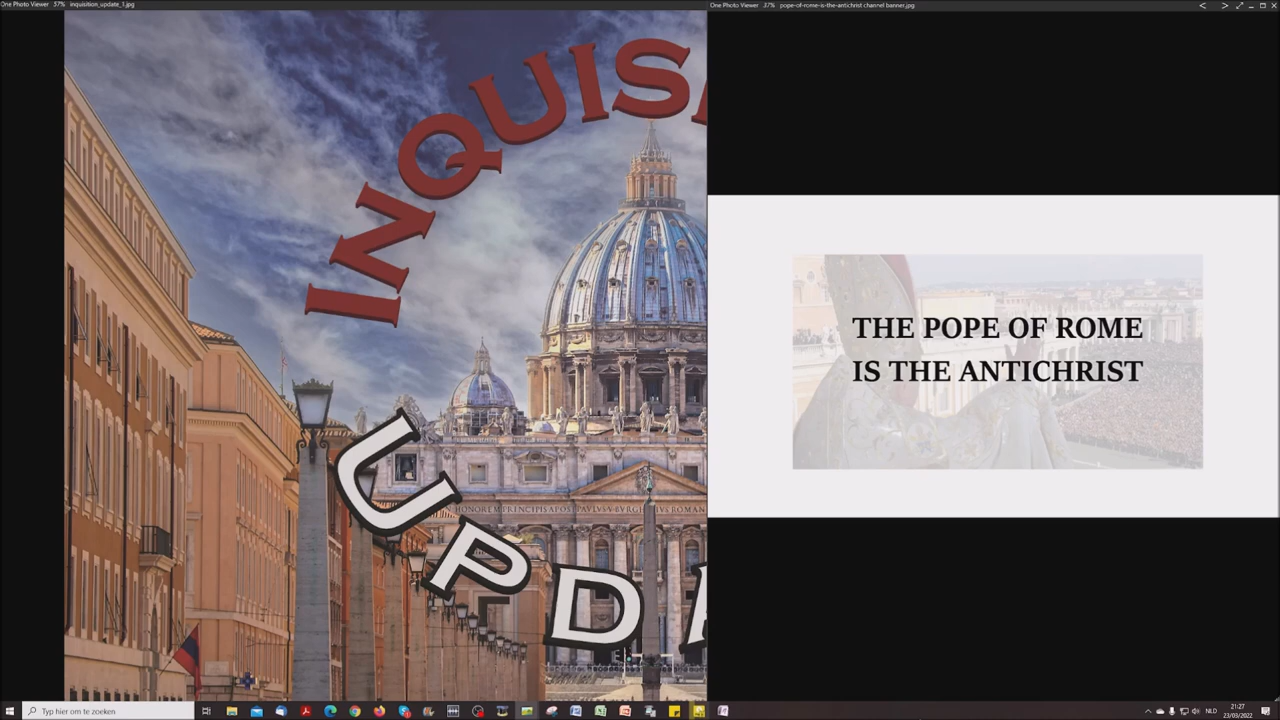 One Photo Viewer 57% inquisition_update_1.jpg
One Photo Viewer 37% pope-of-rome-is-the-antichrist channel banner.jpg
INQUIS
UPD
THE POPE OF ROME
IS THE ANTICHRIST
Typ hier om te zoeken
NLD
21:27
23/03/2022